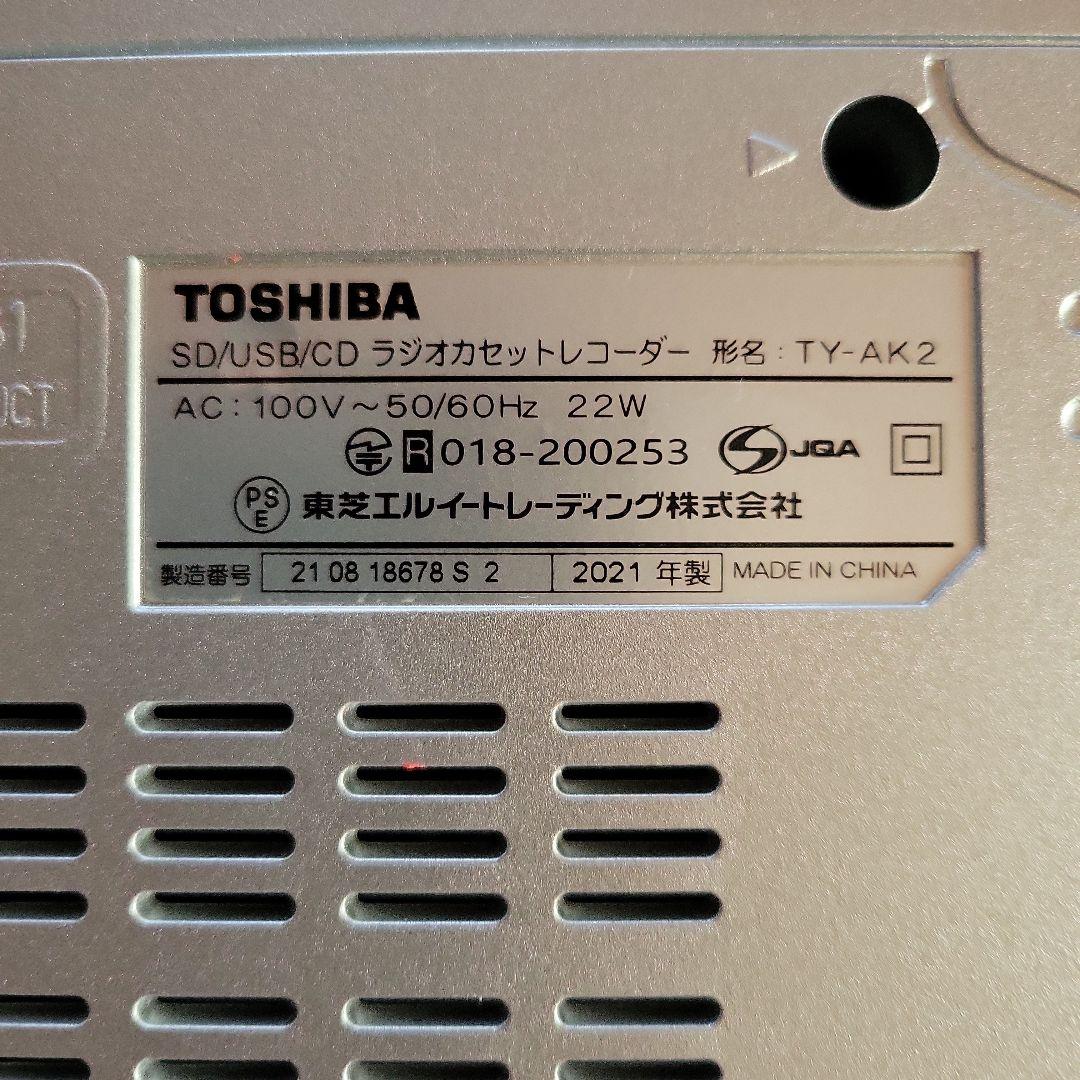 TOSHIBA
SD/USB/CD ラジオカセットレコーダー 形名：TY-AK2
AC：100V～50/60Hz 22W
R 018-200253 JQA
PS E 東芝エルイートレーディング株式会社
製造番号 21 08 18678 S 2 2021 年製 MADE IN CHINA